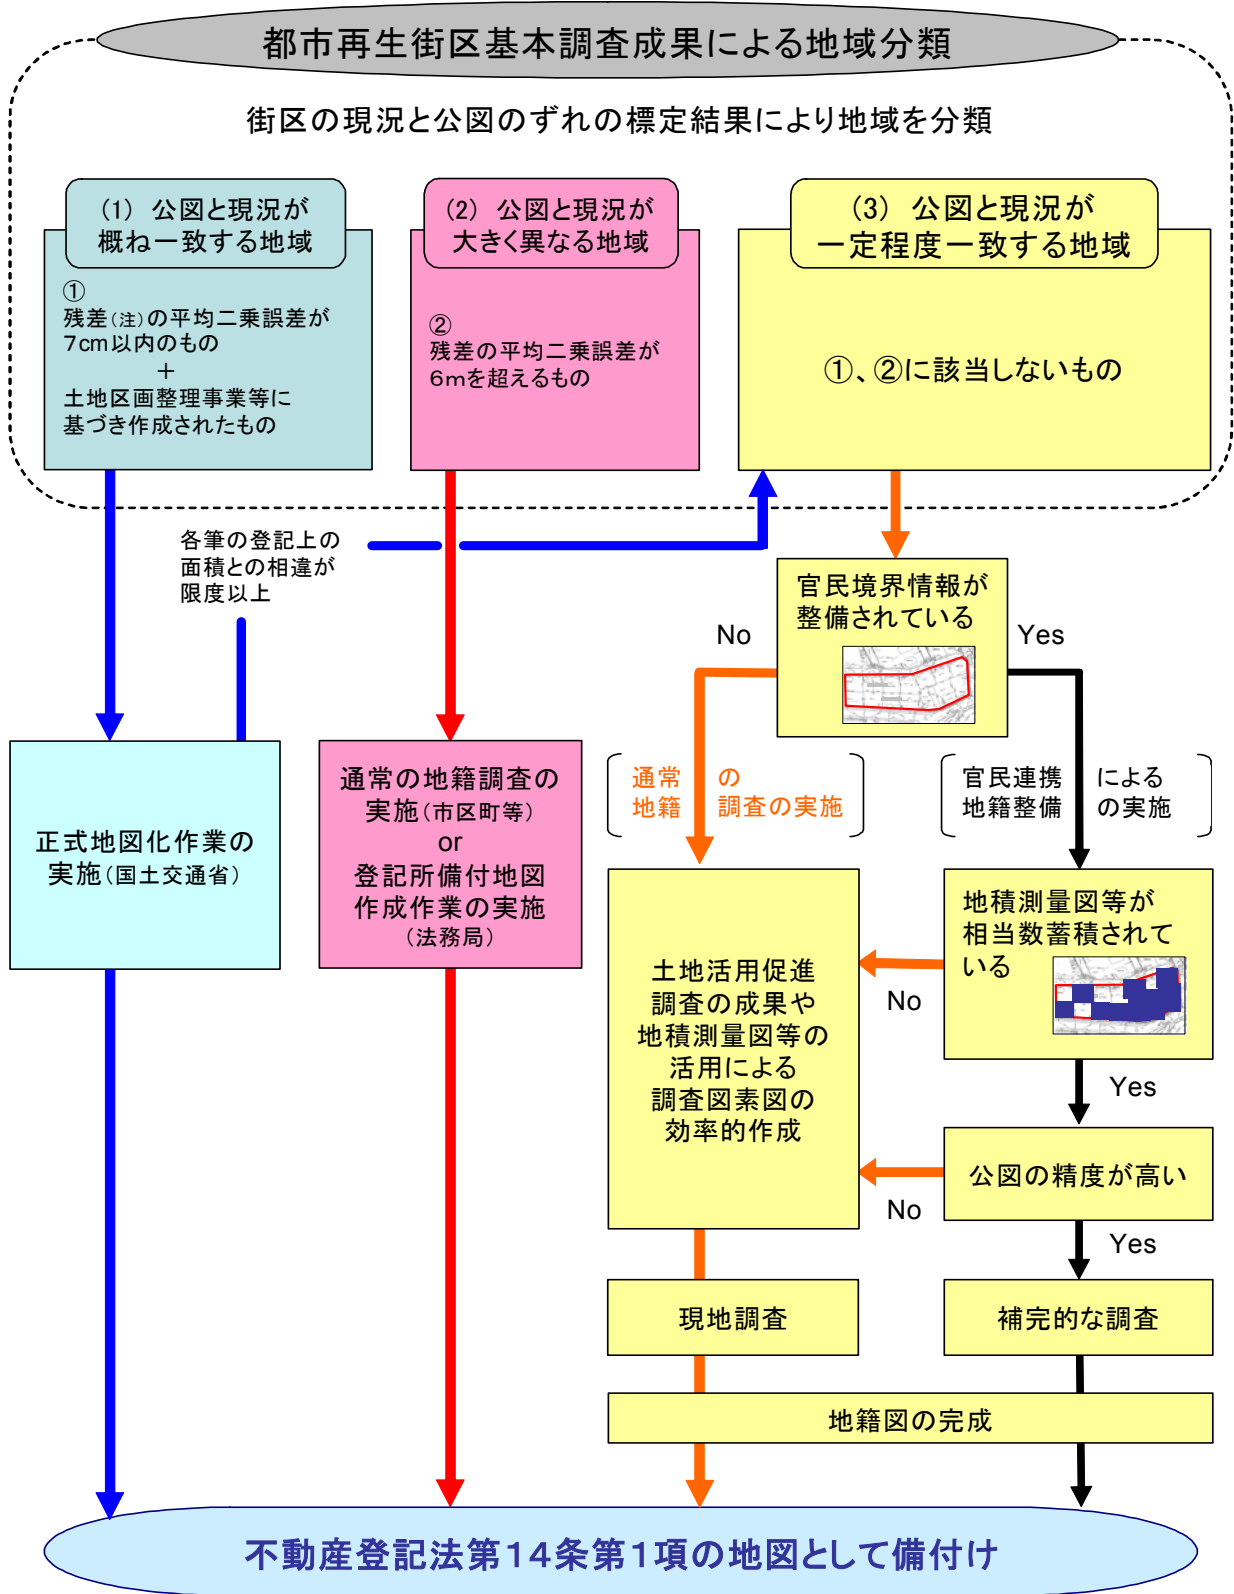 都市再生街区基本調査成果による地域分類
街区の現況と公図のずれの標定結果により地域を分類
(1) 公図と現況が
概ね一致する地域
①
残差(注)の平均二乗誤差が
7cm以内のもの
＋
土地区画整理事業等に
基づき作成されたもの
(2) 公図と現況が
大きく異なる地域
②
残差の平均二乗誤差が
6mを超えるもの
(3) 公図と現況が
一定程度一致する地域
①、②に該当しないもの
各筆の登記上の
面積との相違が
限度以上
官民境界情報が
整備されている
No
Yes
正式地図化作業の
実施(国土交通省)
通常の地籍調査の
実施(市区町等)
or
登記所備付地図
作成作業の実施
(法務局)
通常の
地籍調査の実施
官民連携による
地籍整備の実施
地積測量図等が
相当数蓄積されて
いる
No
Yes
土地活用促進
調査の成果や
地積測量図等の
活用による
調査図素図の
効率的作成
公図の精度が高い
No
Yes
現地調査
補完的な調査
地籍図の完成
不動産登記法第14条第1項の地図として備付け